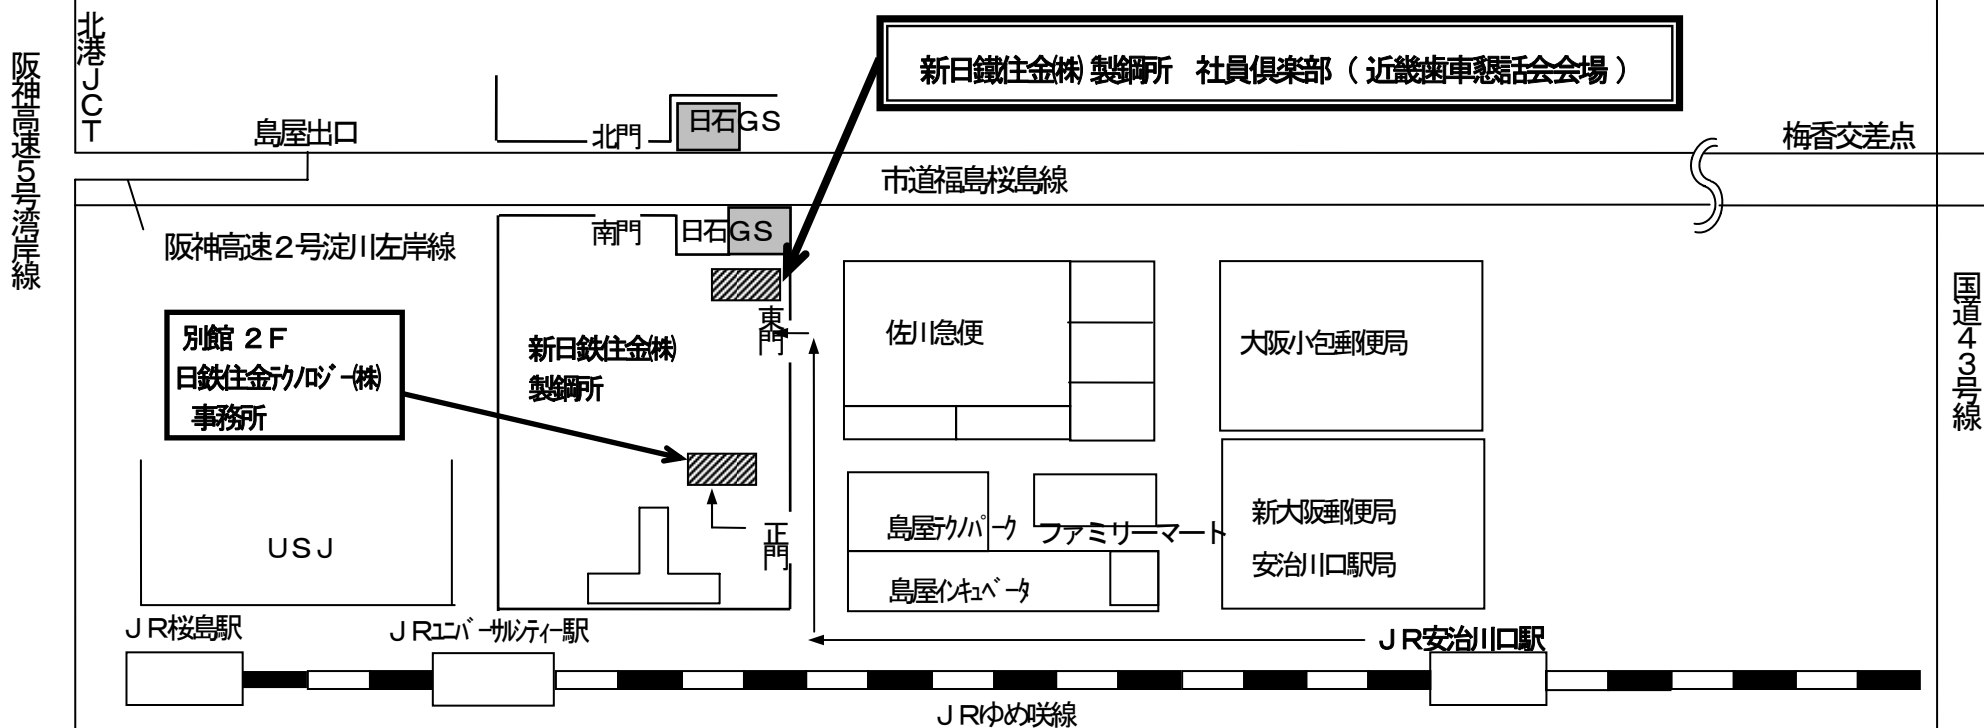 北港JCT
阪神高速5号湾岸線
新日鐵住金㈱製鋼所 社員倶楽部(近畿歯車懇話会会場)
島屋出口
北門
日石GS
梅香交差点
市道福島桜島線
阪神高速2号淀川左岸線
南門
日石GS
国道43号線
別館 2F
日鉄住金テクノロジー㈱
事務所
新日鉄住金㈱
製鋼所
東門
佐川急便
大阪小包郵便局
USJ
正門
島屋テクノパーク
ファミリーマート
島屋インキュベータ
新大阪郵便局
安治川口駅局
JR桜島駅
JRユニバーサルシティー駅
JR安治川口駅
JRゆめ咲線